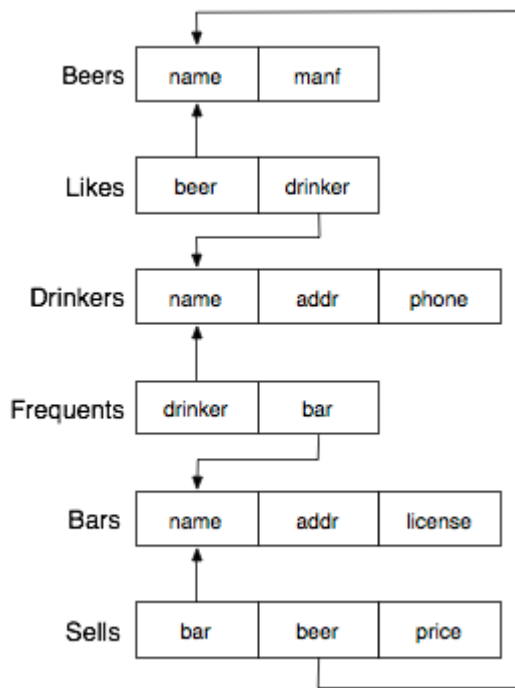 Beers name manf
Likes beer drinker
Drinkers name addr phone
Frequents drinker bar
Bars name addr license
Sells bar beer price